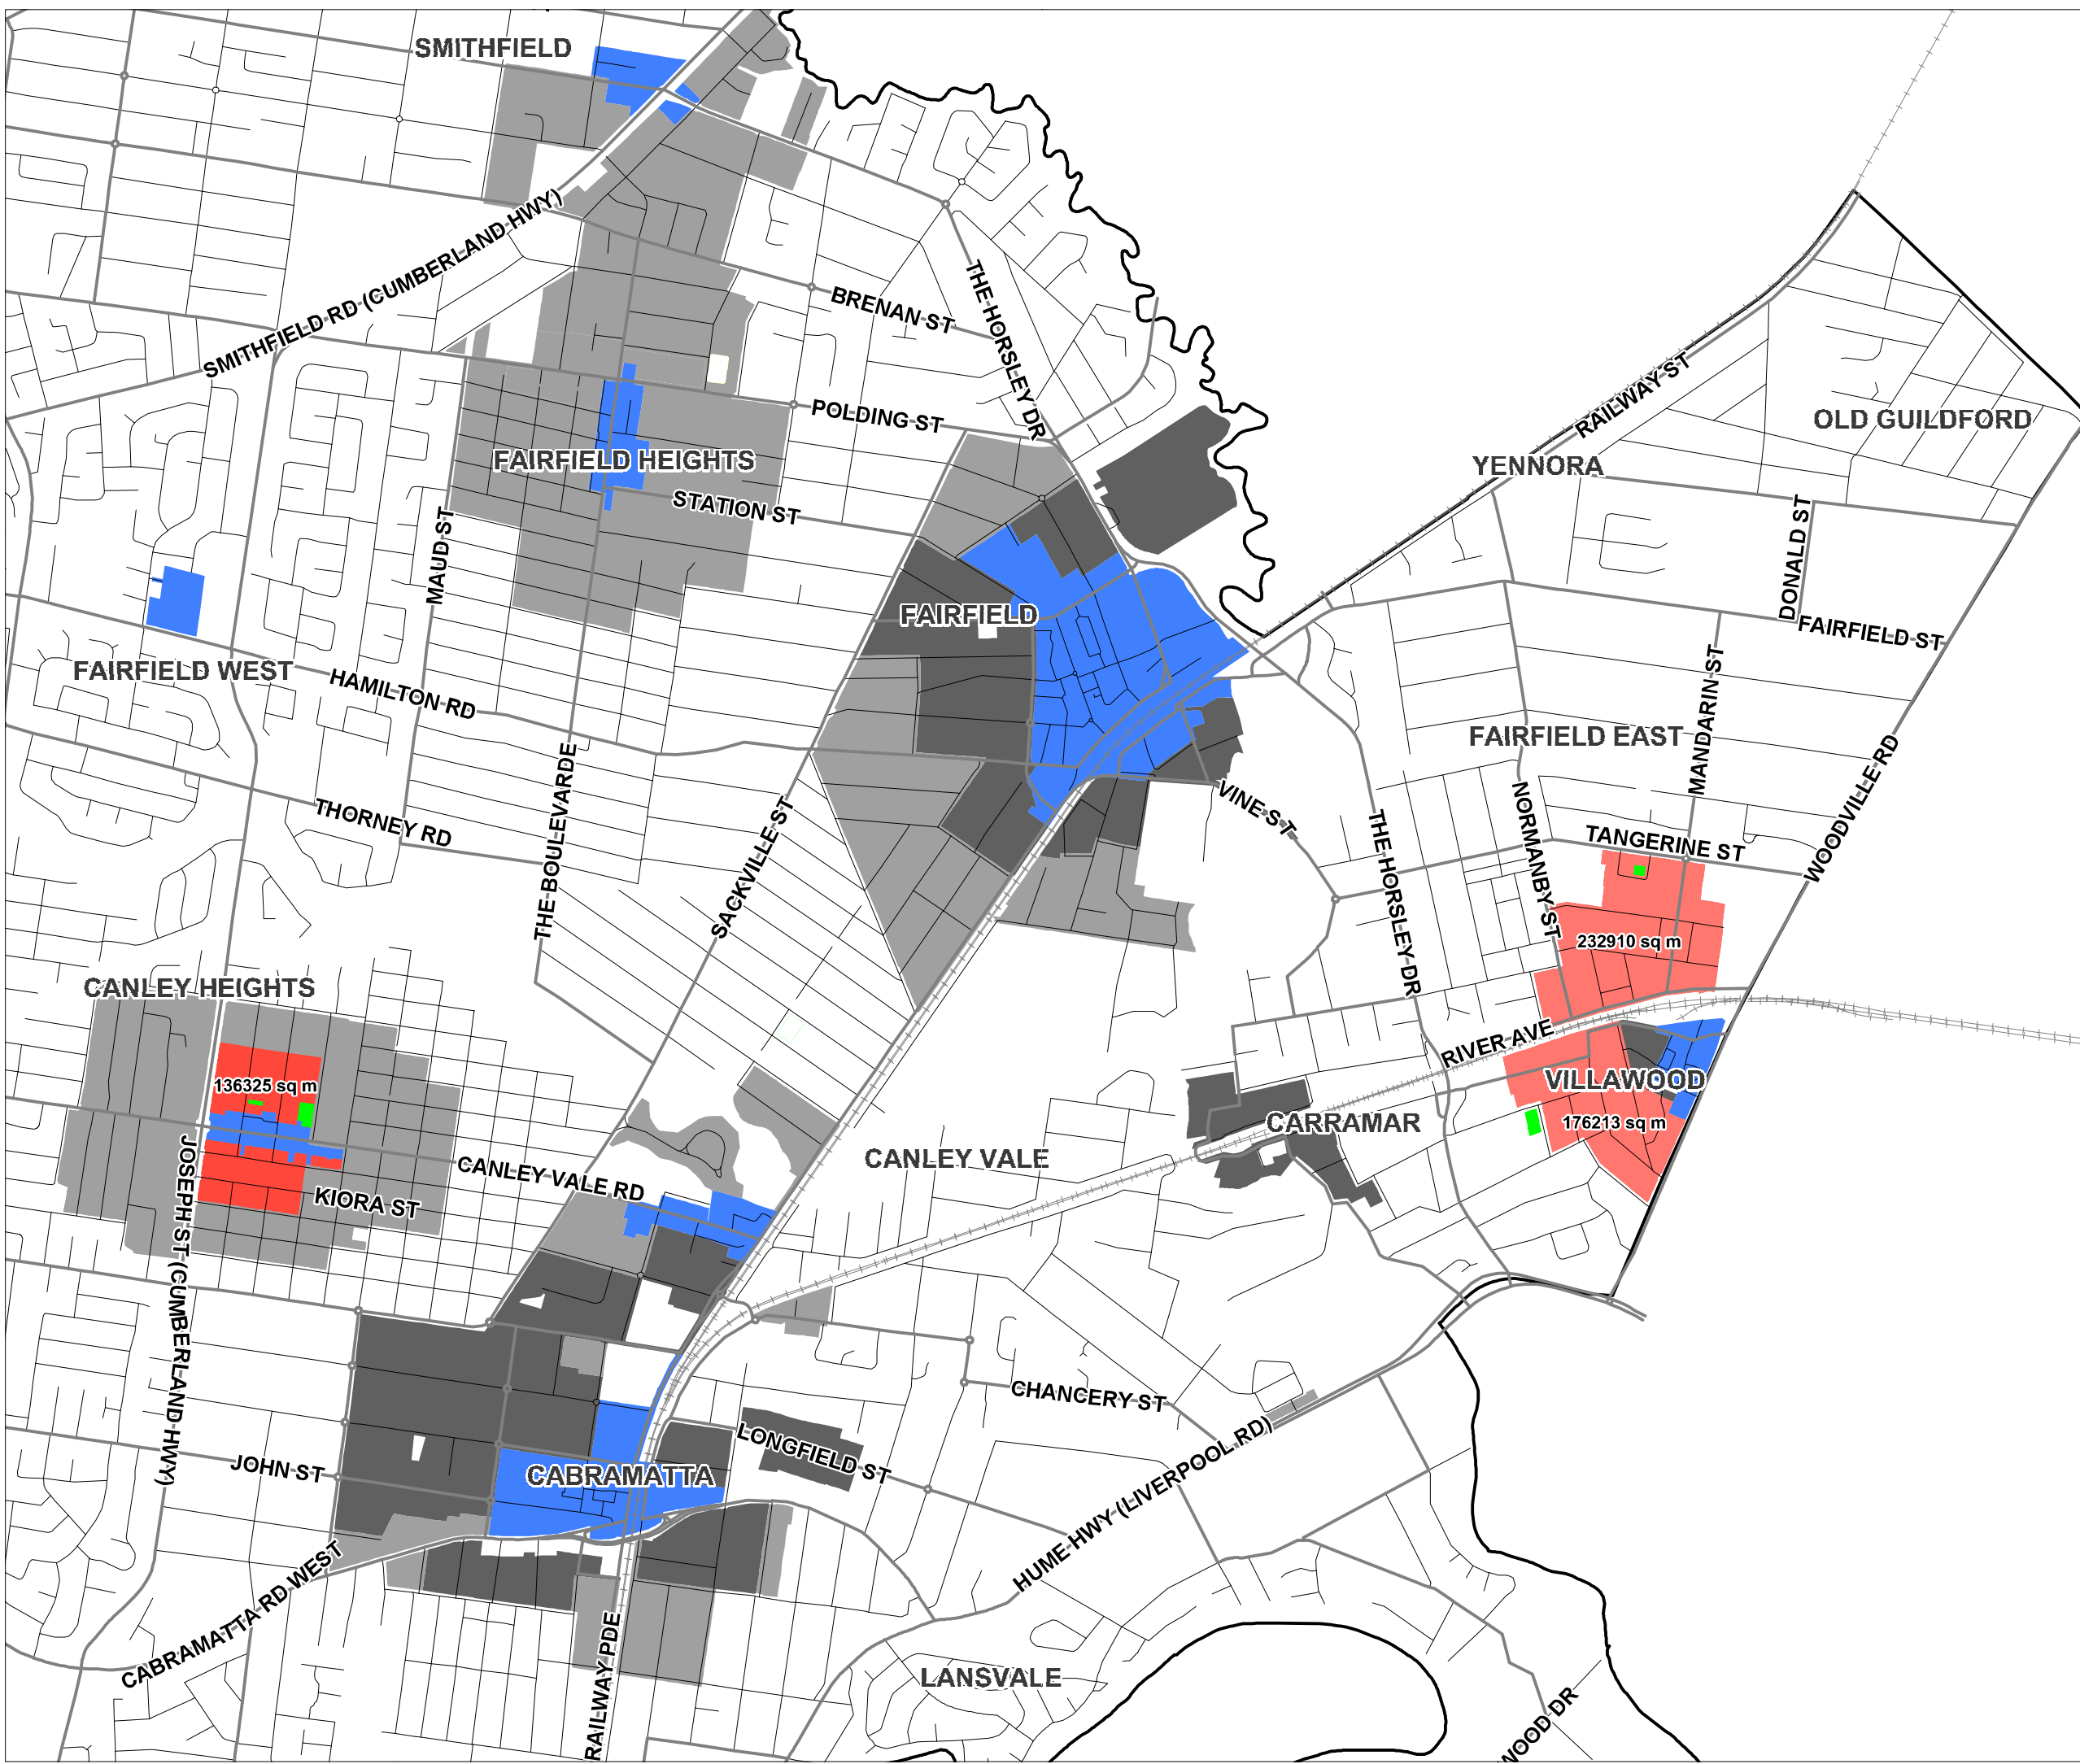 SMITHFIELD
SMITHFIELD RD (CUMBERLAND HWY)
BRENAN ST
THE HORSLEY DR
RAILWAY ST
OLD GUILDFORD
POLDING ST
YENNORA
FAIRFIELD HEIGHTS
STATION ST
MAUD ST
DONALD ST
FAIRFIELD
FAIRFIELD ST
FAIRFIELD WEST
HAMILTON RD
MANDARIN ST
FAIRFIELD EAST
WOODVILLE RD
THE BOULEVARDE
THORNEY RD
SACKVILLE ST
VINE ST
THE HORSLEY DR
NORMANBY ST
TANGERINE ST
232910 sq m
CANLEY HEIGHTS
RIVER AVE
136325 sq m
VILLAWOOD
CARRAMAR
176213 sq m
CANLEY VALE
CANLEY VALE RD
KIORA ST
JOSEPH ST (CUMBERLAND HWY)
CHANCERY ST
LONGFIELD ST
JOHN ST
CABRAMATTA
HUME HWY (LIVERPOOL RD)
CABRAMATTA RD WEST
RAILWAY PDE
LANSVALE
WOOD DR